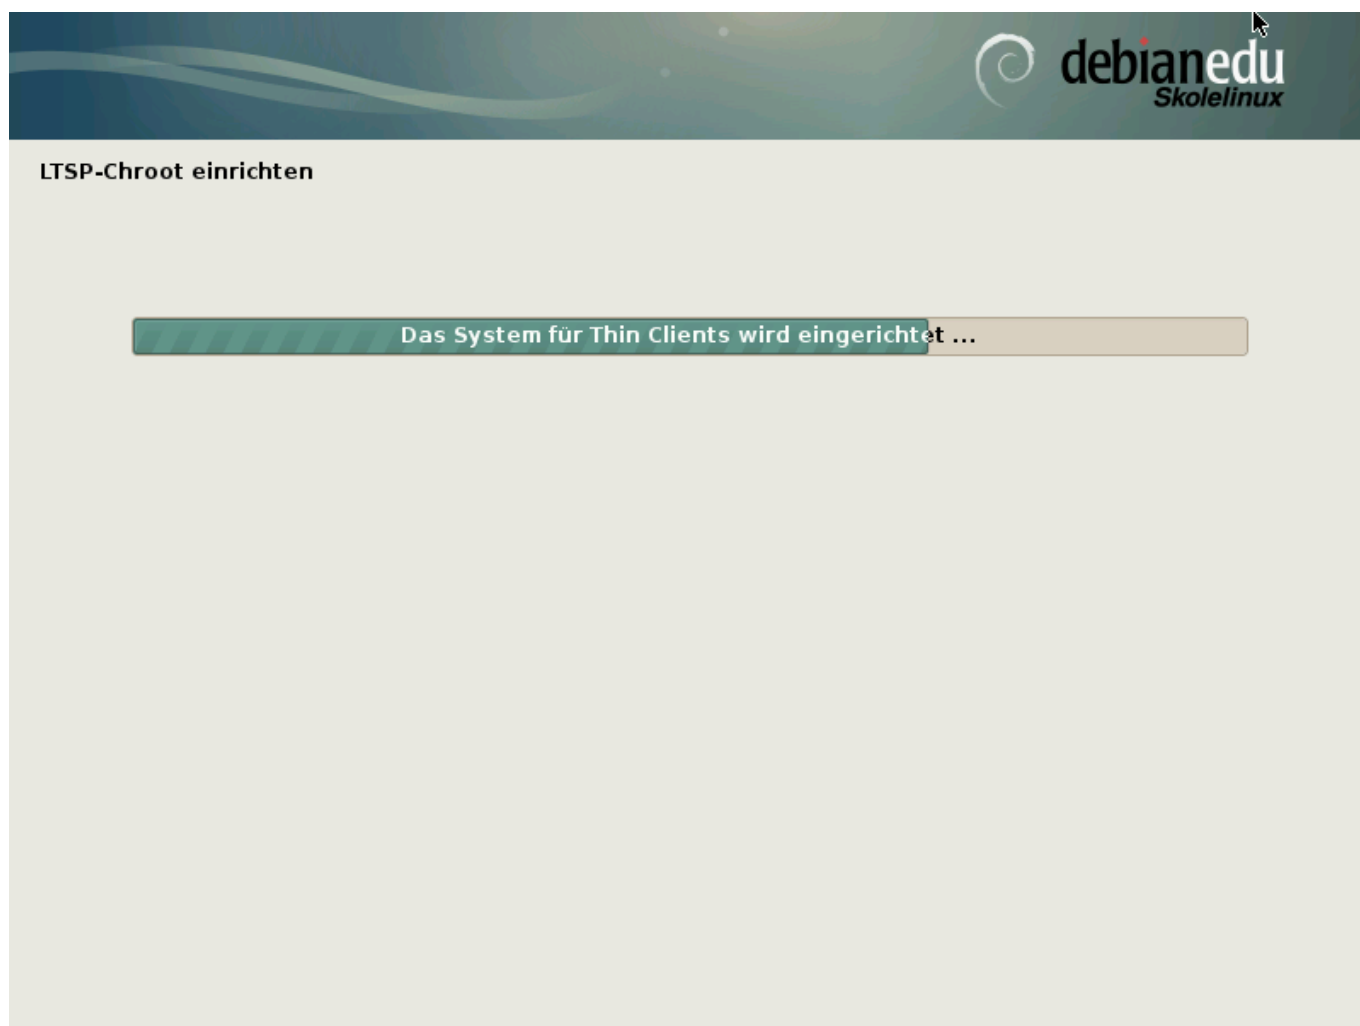 debianedu
Skolelinux
LTSP-Chroot einrichten
Das System für Thin Clients wird eingerichtet ...